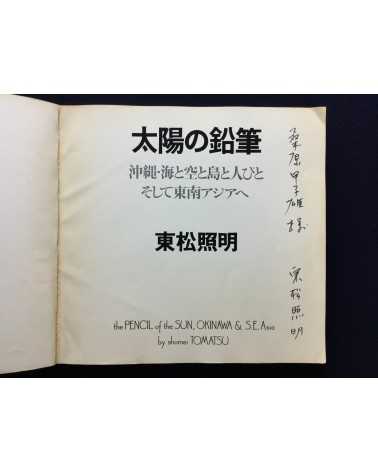 太陽の鉛筆
沖縄・海と空と島と人びと
そして東南アジアへ
東松照明
the PENCIL of the SUN, OKINAWA & S.E. Asia
by shomei TOMATSU
桑原甲子雄様
東松照明